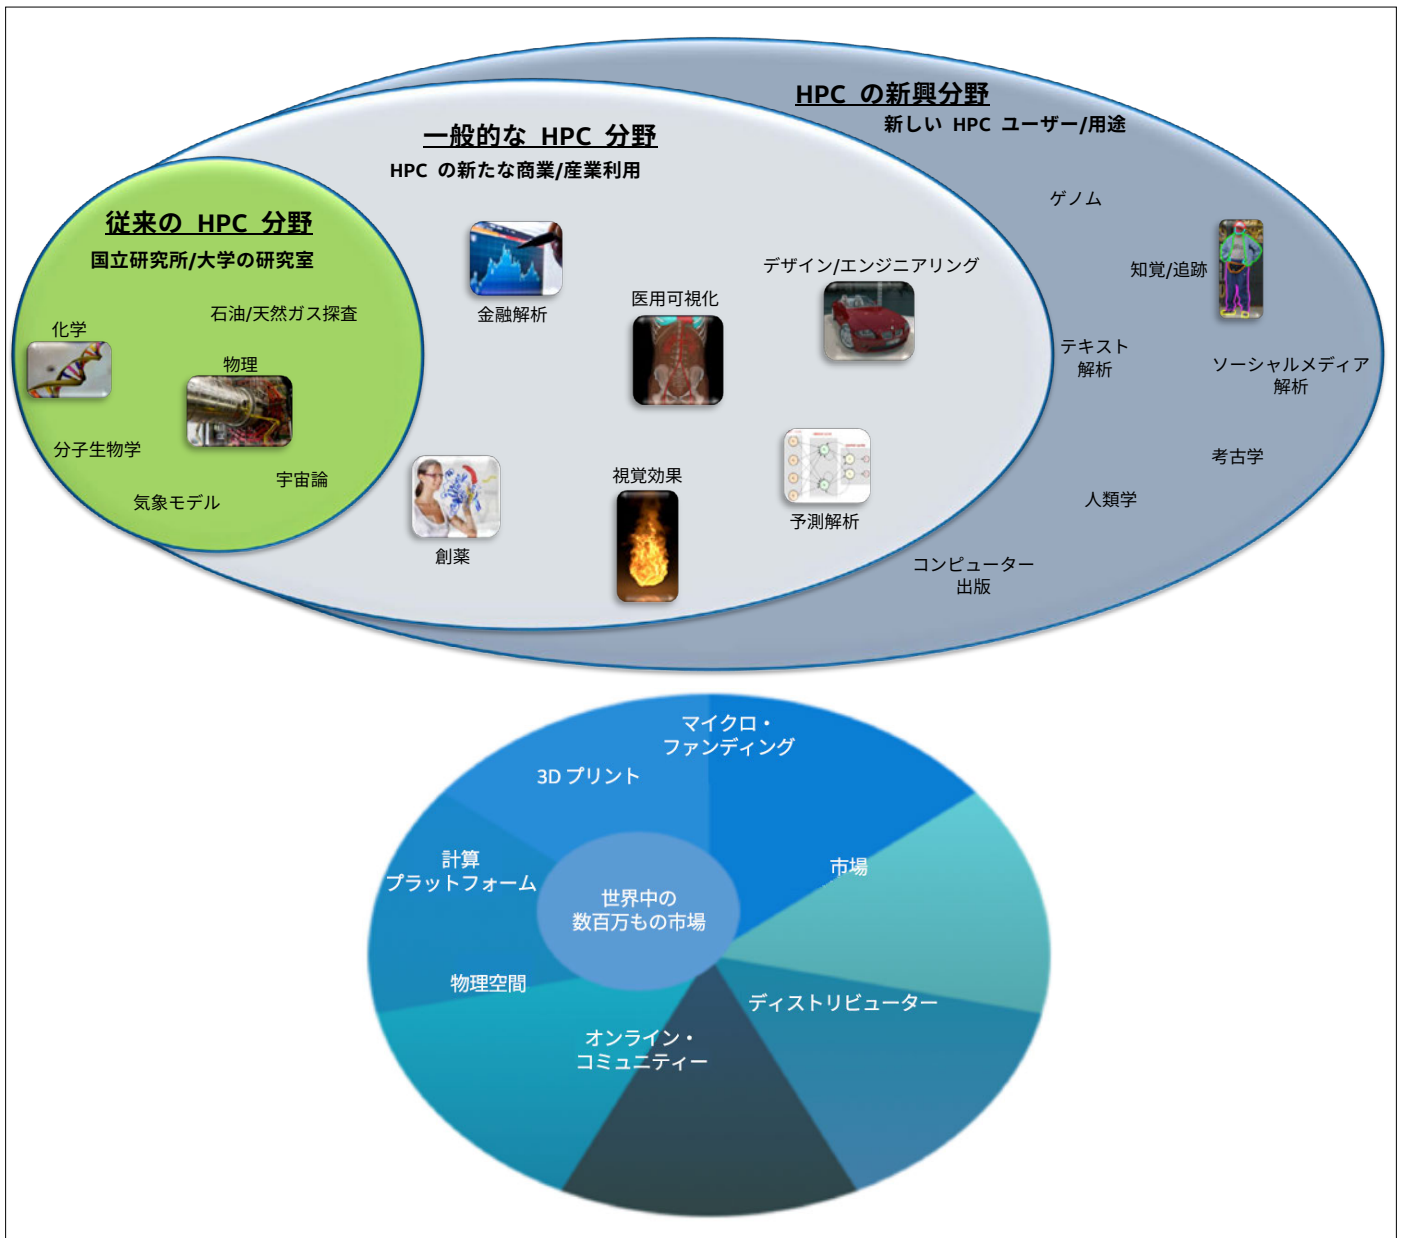 HPC の新興分野
新しい HPC ユーザー/用途
一般的な HPC 分野
HPC の新たな商業/産業利用
従来の HPC 分野
国立研究所/大学の研究室
石油/天然ガス探査
化学
物理
分子生物学
宇宙論
気象モデル
金融解析
医用可視化
デザイン/エンジニアリング
創薬
視覚効果
予測解析
ゲノム
知覚/追跡
テキスト
解析
ソーシャルメディア
解析
考古学
人類学
コンピューター
出版
マイクロ・
ファンディング
3D プリント
計算
プラットフォーム
市場
世界中の
数百万もの市場
物理空間
ディストリビューター
オンライン・
コミュニティー